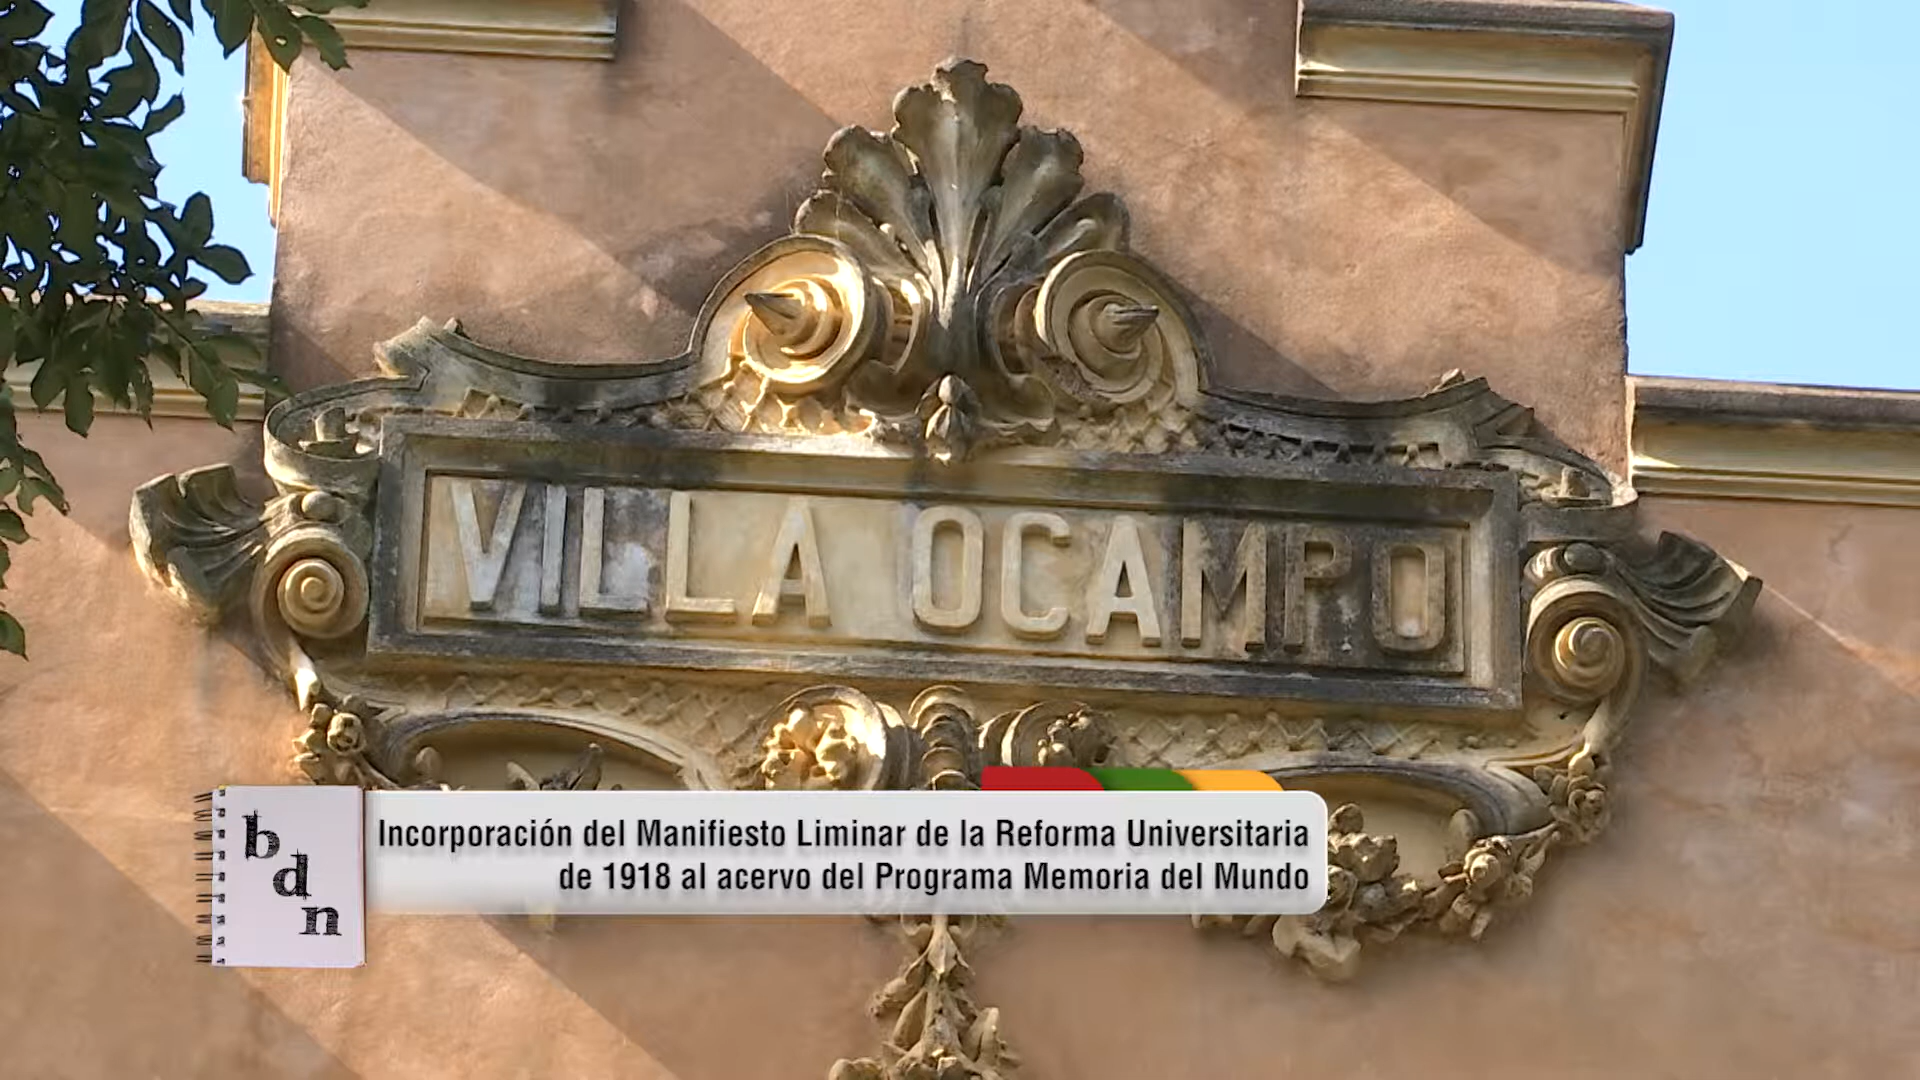 VILLA OCAMPO
b
d
n
Incorporación del Manifiesto Liminar de la Reforma Universitaria
de 1918 al acervo del Programa Memoria del Mundo